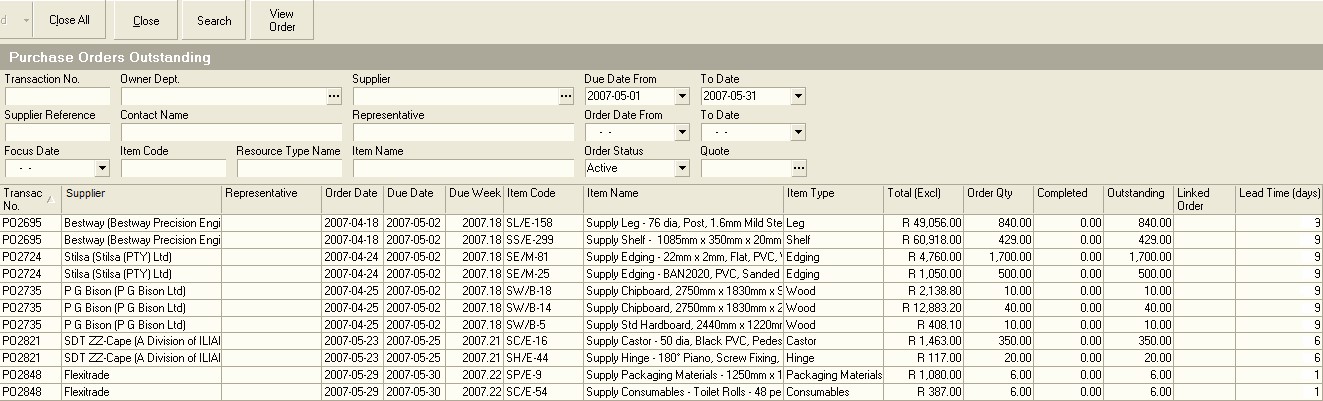 d Close All Close Search View Order
Purchase Orders Outstanding
Transaction No. Owner Dept. Supplier Due Date From To Date
... ... 2007-05-01 2007-05-31
Supplier Reference Contact Name Representative Order Date From To Date
- - - -
Focus Date Item Code Resource Type Name Item Name Order Status Quote
- - Active ...
Transac No. Supplier Representative Order Date Due Date Due Week Item Code Item Name Item Type Total (Excl) Order Qty Completed Outstanding Linked Order Lead Time (days)
PO2695 Bestway (Bestway Precision Engi 2007-04-18 2007-05-02 2007.18 SL/E-158 Supply Leg - 76 dia, Post, 1.6mm Mild Ste Leg R 49,056.00 840.00 0.00 840.00 9
PO2695 Bestway (Bestway Precision Engi 2007-04-18 2007-05-02 2007.18 SS/E-299 Supply Shelf - 1085mm x 350mm x 20mm Shelf R 60,918.00 429.00 0.00 429.00 9
PO2724 Stilsa (Stilsa (PTY) Ltd) 2007-04-24 2007-05-02 2007.18 SE/M-81 Supply Edging - 22mm x 2mm, Flat, PVC, Edging R 4,760.00 1,700.00 0.00 1,700.00 9
PO2724 Stilsa (Stilsa (PTY) Ltd) 2007-04-24 2007-05-02 2007.18 SE/M-25 Supply Edging - BAN2020, PVC, Sanded Edging R 1,050.00 500.00 0.00 500.00 9
PO2735 P G Bison (P G Bison Ltd) 2007-04-25 2007-05-02 2007.18 SW/B-18 Supply Chipboard, 2750mm x 1830mm x Wood R 2,138.80 10.00 0.00 10.00 9
PO2735 P G Bison (P G Bison Ltd) 2007-04-25 2007-05-02 2007.18 SW/B-14 Supply Chipboard, 2750mm x 1830mm x Wood R 12,883.20 40.00 0.00 40.00 9
PO2735 P G Bison (P G Bison Ltd) 2007-04-25 2007-05-02 2007.18 SW/B-5 Supply Std Hardboard, 2440mm x 1220m Wood R 408.10 10.00 0.00 10.00 9
PO2821 SDT ZZ-Cape (A Division of 2007-05-23 2007-05-25 2007.21 SC/E-16 Supply Castor - 50 dia, Black PVC, Pedes Castor R 1,463.00 350.00 0.00 350.00 6
PO2821 SDT ZZ-Cape (A Division of 2007-05-23 2007-05-25 2007.21 SH/E-44 Supply Hinge - 180° Piano, Screw Fixing, Hinge R 117.00 20.00 0.00 20.00 6
PO2848 Flexitrade 2007-05-29 2007-05-30 2007.22 SP/E-9 Supply Packaging Materials - 1250mm x 1 Packaging Materials R 1,080.00 6.00 0.00 6.00 1
PO2848 Flexitrade 2007-05-29 2007-05-30 2007.22 SC/E-54 Supply Consumables - Toilet Rolls - 48 pe Consumables R 387.00 6.00 0.00 6.00 1